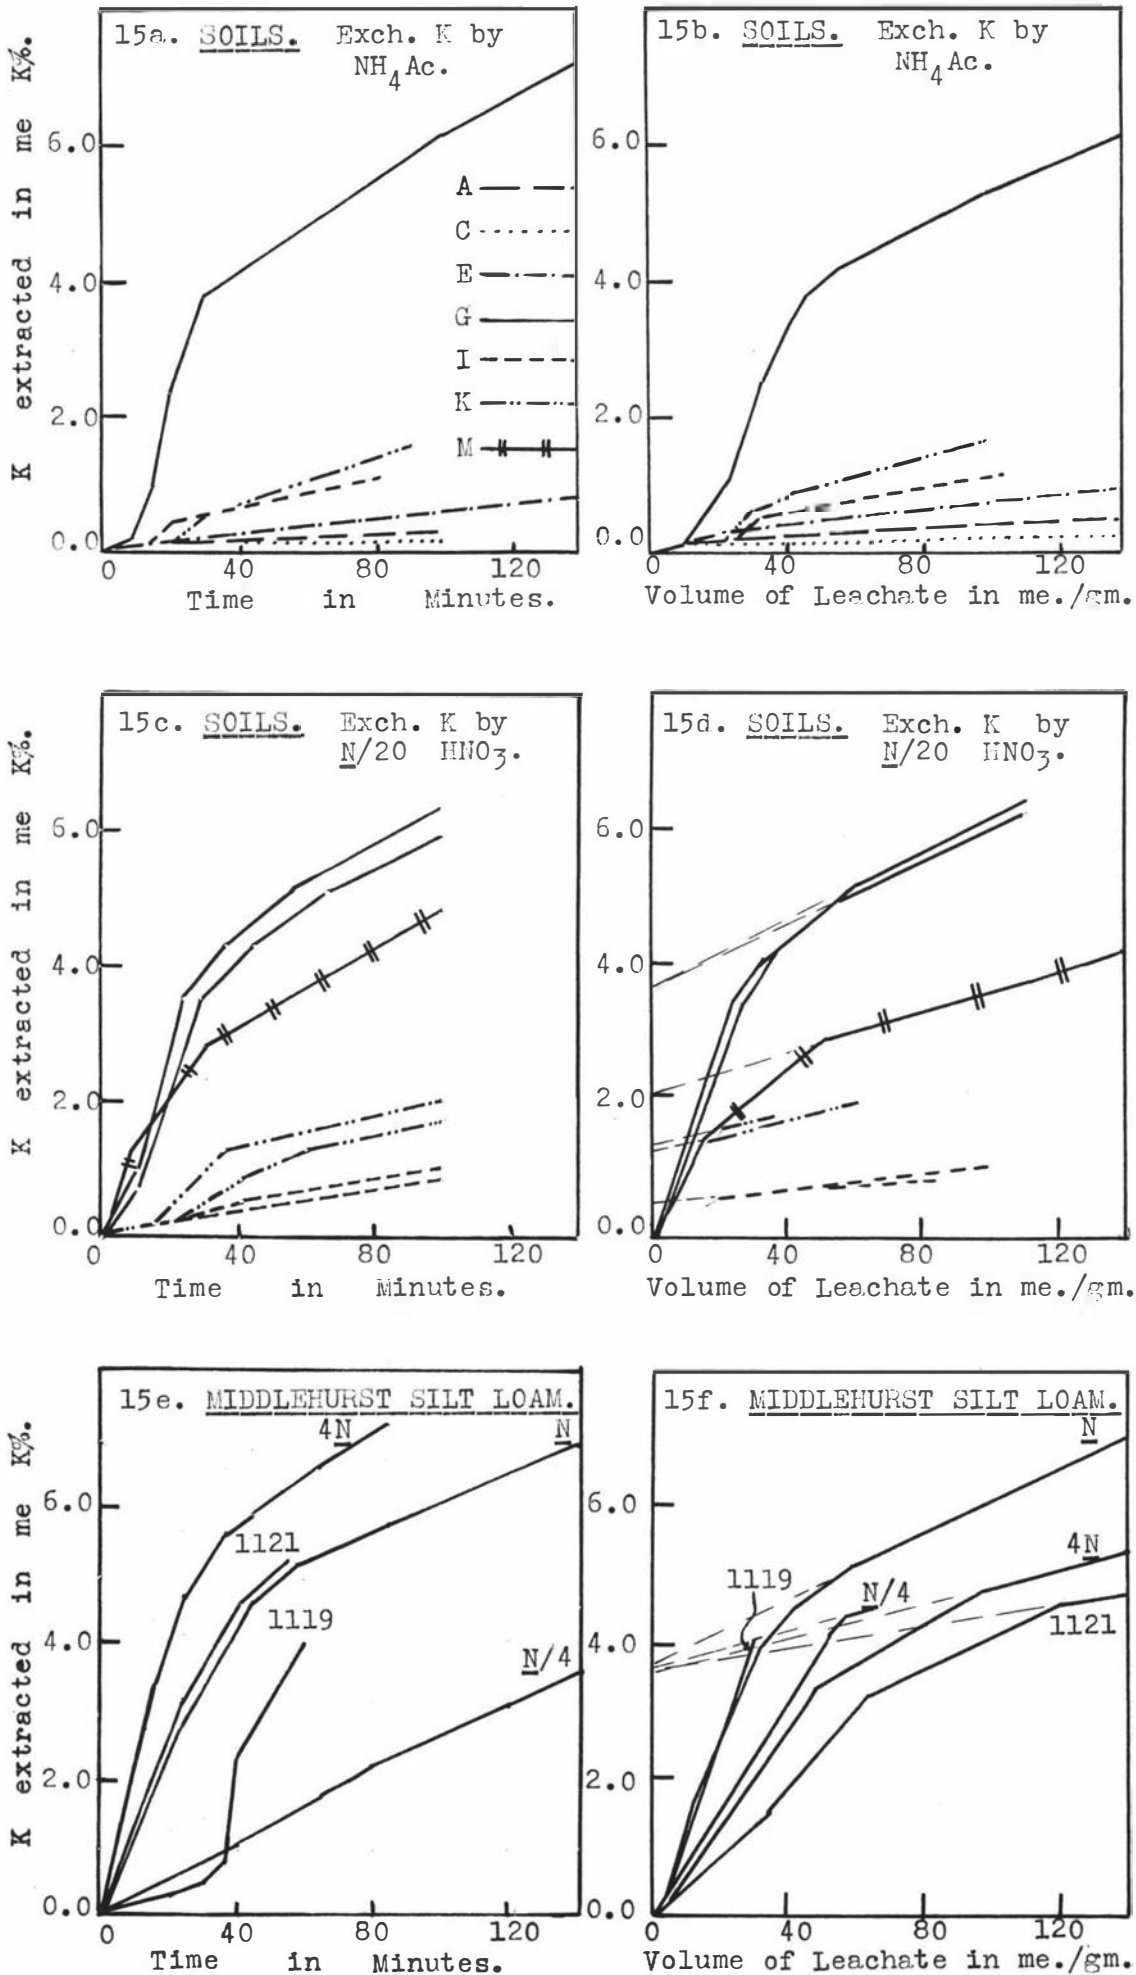 15a. SOILS. Exch. K by
NH4Ac.
K extracted in me K%.
6.0
4.0
2.0
0.0
A
C
E
G
I
K
M
0 40 80 120
Time in Minutes.
15b. SOILS. Exch. K by
NH4Ac.
6.0
4.0
2.0
0.0
0 40 80 120
Volume of Leachate in me./gm.
15c. SOILS. Exch. K by
N/20 HNO3.
K extracted in me K%.
6.0
4.0
2.0
0.0
0 40 80 120
Time in Minutes.
15d. SOILS. Exch. K by
N/20 HNO3.
6.0
4.0
2.0
0.0
0 40 80 120
Volume of Leachate in me./gm.
15e. MIDDLEHURST SILT LOAM.
K extracted in me K%.
4N
N
1121
1119
N/4
6.0
4.0
2.0
0.0
0 40 80 120
Time in Minutes.
15f. MIDDLEHURST SILT LOAM.
N
4N
1119
N/4
1121
6.0
4.0
2.0
0.0
0 40 80 120
Volume of Leachate in me./gm.